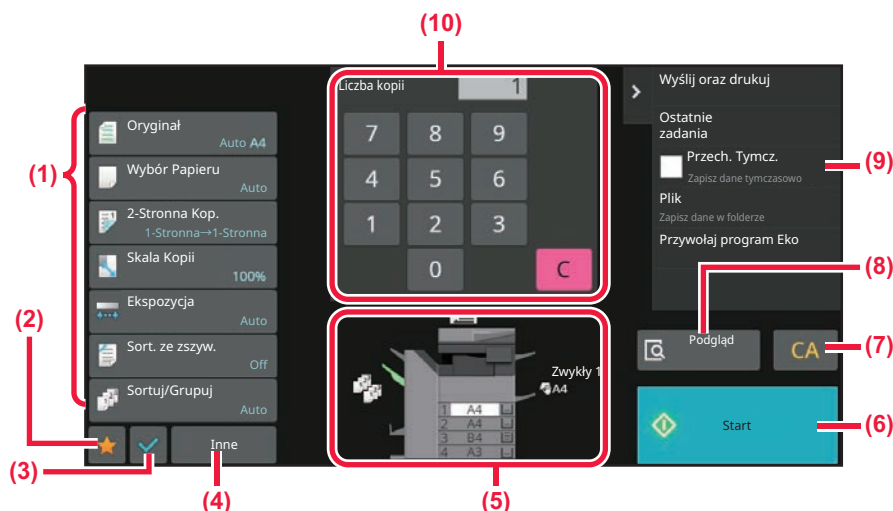 (10)
(1)
Oryginał
Auto A4
Wybór Papieru
Auto
2-Stronna Kop.
1-Stronna→1-Stronna
Skala Kopii
100%
Ekspozycja
Auto
Sort. ze zszyw.
Off
Sortuj/Grupuj
Auto
(2)
(3)
Inne
(4)
Liczba kopii 1
7 8 9
4 5 6
1 2 3
0 C
Zwykły 1
A4
1 A4
2 A4
3 B4
4 A3
(5)
Wyślij oraz drukuj
Ostatnie
zadania
Przech. Tymcz.
Zapisz dane tymczasowo
(9)
Plik
Zapisz dane w folderze
Przywołaj program Eko
(8)
Podgląd
CA
(7)
Start
(6)